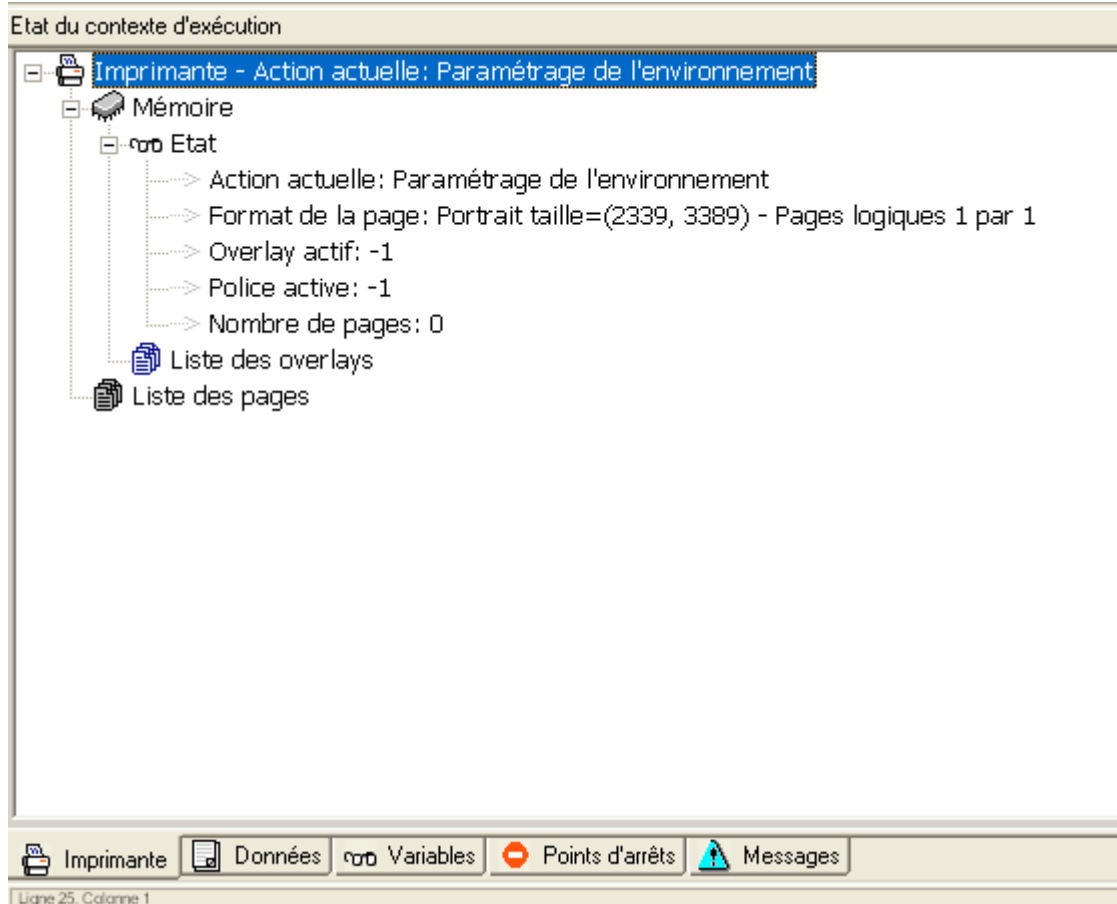 Etat du contexte d'exécution
Imprimante - Action actuelle: Paramétrage de l'environnement
Mémoire
Etat
Action actuelle: Paramétrage de l'environnement
Format de la page: Portrait taille=(2339, 3389) - Pages logiques 1 par 1
Overlay actif: -1
Police active: -1
Nombre de pages: 0
Liste des overlays
Liste des pages
Imprimante Données Variables Points d'arrêts Messages
Ligne 25, Colonne 1